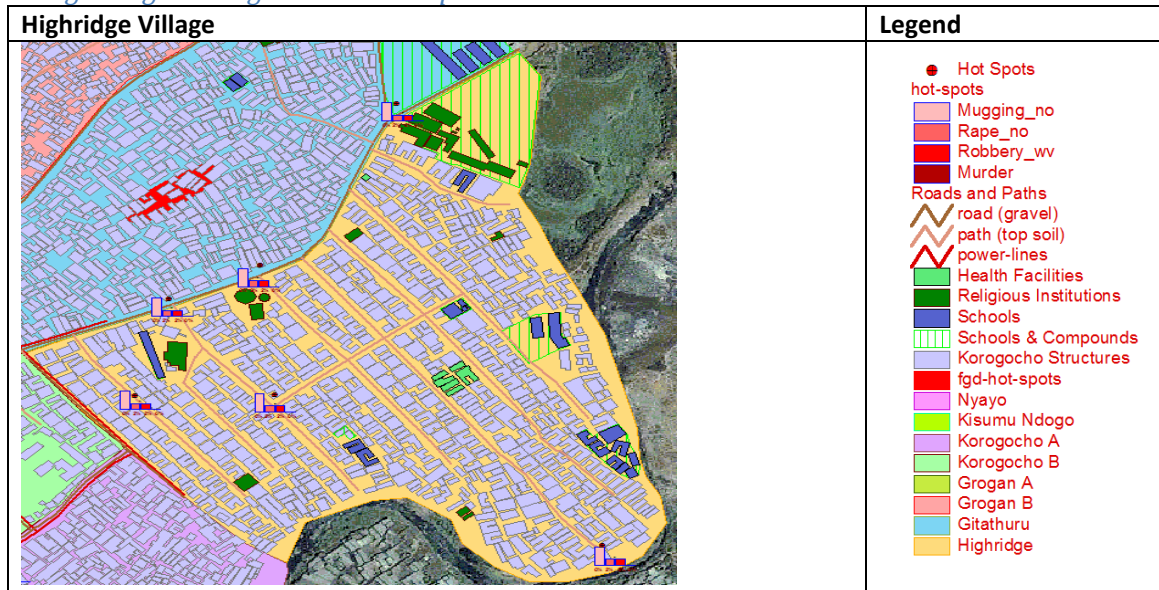 Highridge Village
Legend
Hot Spots
hot-spots
Mugging_no
Rape_no
Robbery_wv
Murder
Roads and Paths
road (gravel)
path (top soil)
power-lines
Health Facilities
Religious Institutions
Schools
Schools & Compounds
Korogocho Structures
fgd-hot-spots
Nyayo
Kisumu Ndogo
Korogocho A
Korogocho B
Grogan A
Grogan B
Gitathuru
Highridge